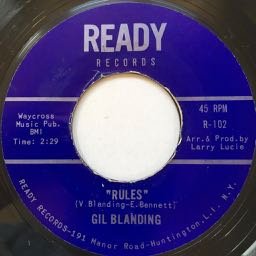 READY
RECORDS
Waycross
Music Pub.
BMI
Time: 2:29
45 RPM
R-102
Arr. & Prod. by
Larry Lucie
"RULES"
(V. Blanding-E. Bennett)
GIL BLANDING
READY RECORDS-191 Manor Road-Huntington, L.I. N.Y.